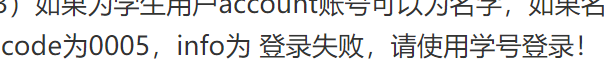 3）如果为学生用户account账号可以为名字，如果名
code为0005，info为 登录失败，请使用学号登录！